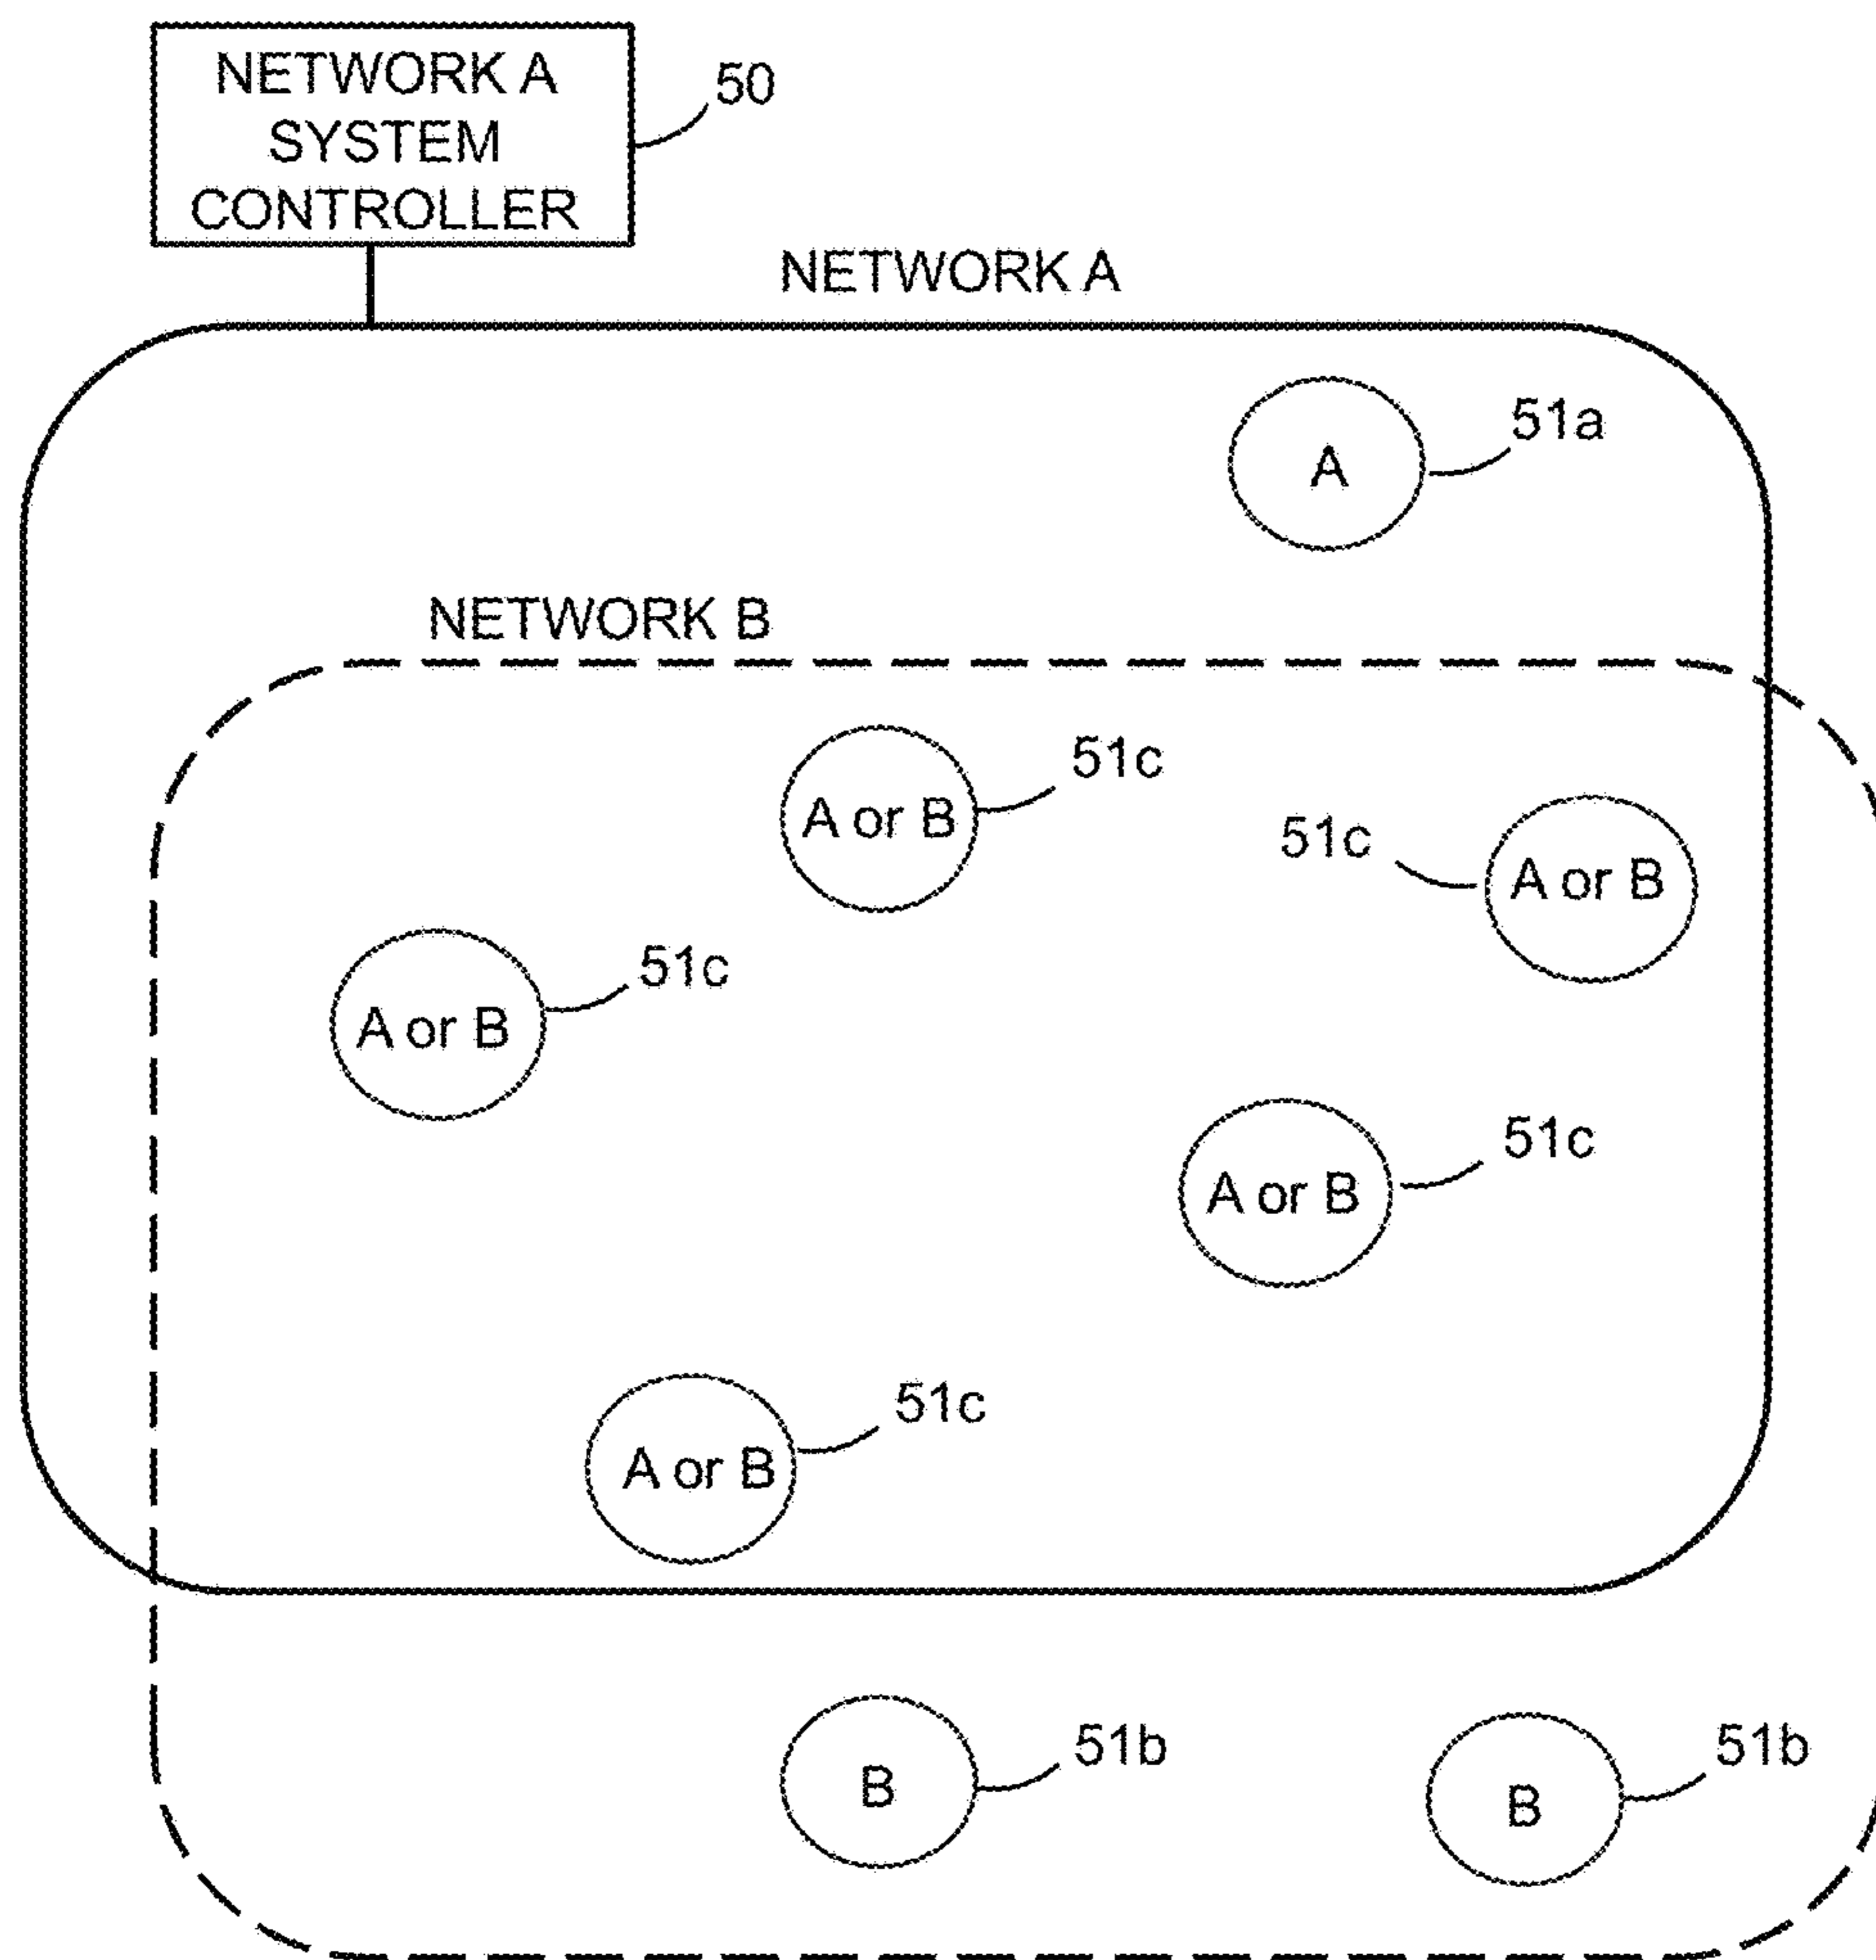 NETWORK A
SYSTEM
CONTROLLER
50
NETWORK A
A
51a
NETWORK B
A or B
51c
51c
A or B
A or B
51c
A or B
51c
A or B
51c
B
51b
B
51b